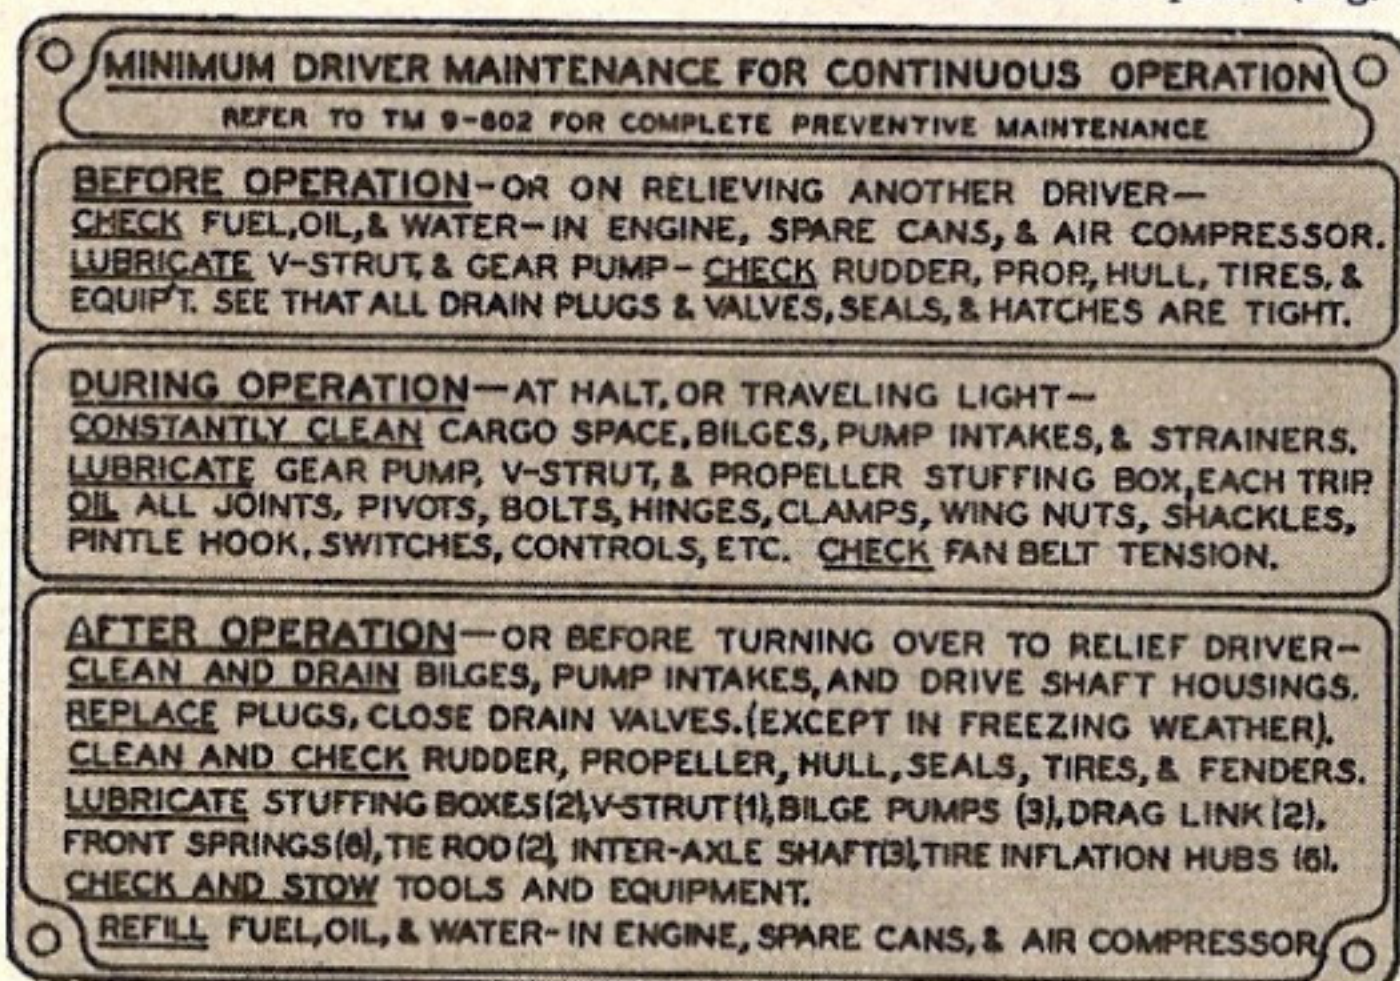 MINIMUM DRIVER MAINTENANCE FOR CONTINUOUS OPERATION
REFER TO TM 9-802 FOR COMPLETE PREVENTIVE MAINTENANCE
BEFORE OPERATION-OR ON RELIEVING ANOTHER DRIVER-
CHECK FUEL, OIL, & WATER-IN ENGINE, SPARE CANS, & AIR COMPRESSOR.
LUBRICATE V-STRUT, & GEAR PUMP- CHECK RUDDER, PROP., HULL, TIRES, &
EQUIP'T. SEE THAT ALL DRAIN PLUGS & VALVES, SEALS, & HATCHES ARE TIGHT.
DURING OPERATION-AT HALT, OR TRAVELING LIGHT-
CONSTANTLY CLEAN CARGO SPACE, BILGES, PUMP INTAKES, & STRAINERS.
LUBRICATE GEAR PUMP, V-STRUT, & PROPELLER STUFFING BOX, EACH TRIP.
OIL ALL JOINTS, PIVOTS, BOLTS, HINGES, CLAMPS, WING NUTS, SHACKLES,
PINTLE HOOK, SWITCHES, CONTROLS, ETC. CHECK FAN BELT TENSION.
AFTER OPERATION-OR BEFORE TURNING OVER TO RELIEF DRIVER-
CLEAN AND DRAIN BILGES, PUMP INTAKES, AND DRIVE SHAFT HOUSINGS.
REPLACE PLUGS, CLOSE DRAIN VALVES. (EXCEPT IN FREEZING WEATHER).
CLEAN AND CHECK RUDDER, PROPELLER, HULL, SEALS, TIRES, & FENDERS.
LUBRICATE STUFFING BOXES (2), V-STRUT (1), BILGE PUMPS (3), DRAG LINK (2),
FRONT SPRINGS (6), TIE ROD (2), INTER-AXLE SHAFT (3), TIRE INFLATION HUBS (6).
CHECK AND STOW TOOLS AND EQUIPMENT.
REFILL FUEL, OIL, & WATER-IN ENGINE, SPARE CANS, & AIR COMPRESSOR